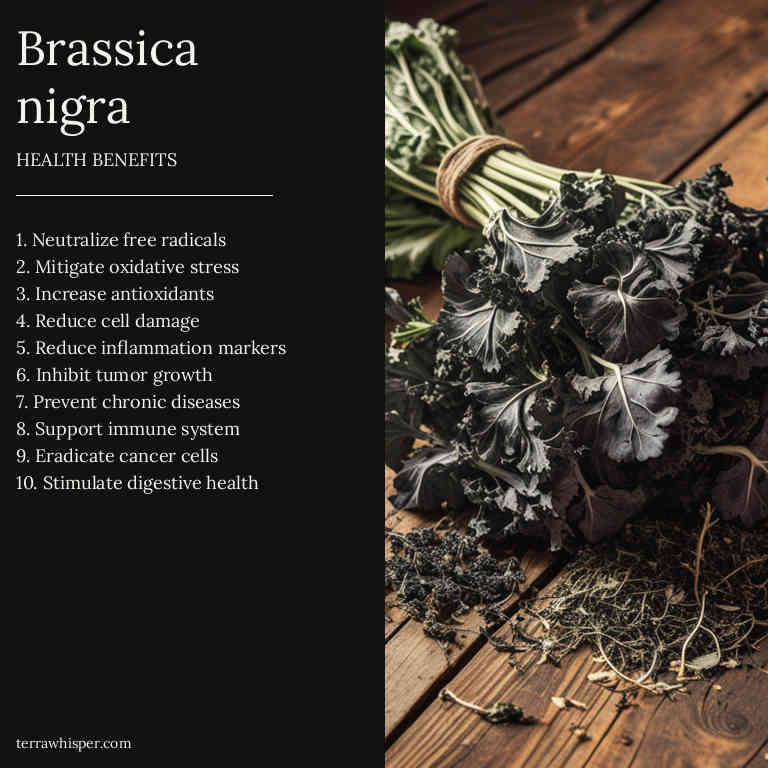 Brassica
nigra
HEALTH BENEFITS
1. Neutralize free radicals
2. Mitigate oxidative stress
3. Increase antioxidants
4. Reduce cell damage
5. Reduce inflammation markers
6. Inhibit tumor growth
7. Prevent chronic diseases
8. Support immune system
9. Eradicate cancer cells
10. Stimulate digestive health
terrawhisper.com